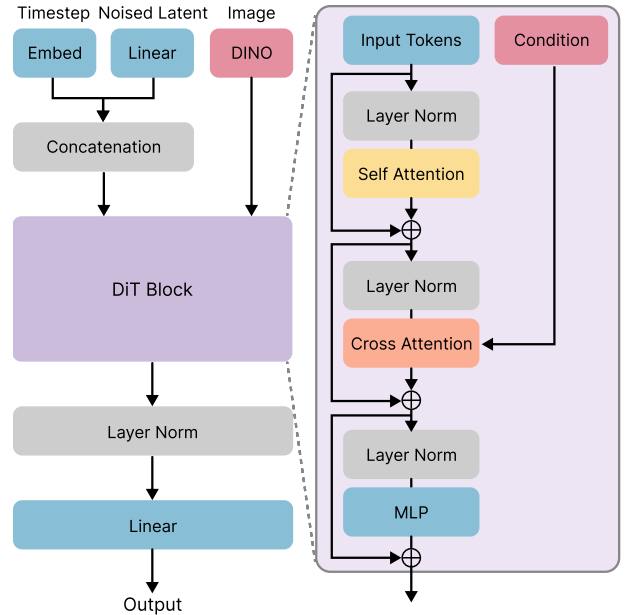 Timestep Noised Latent Image
Embed Linear DINO
Concatenation
DiT Block
Layer Norm
Linear
Output
Input Tokens Condition
Layer Norm
Self Attention
Layer Norm
Cross Attention
Layer Norm
MLP